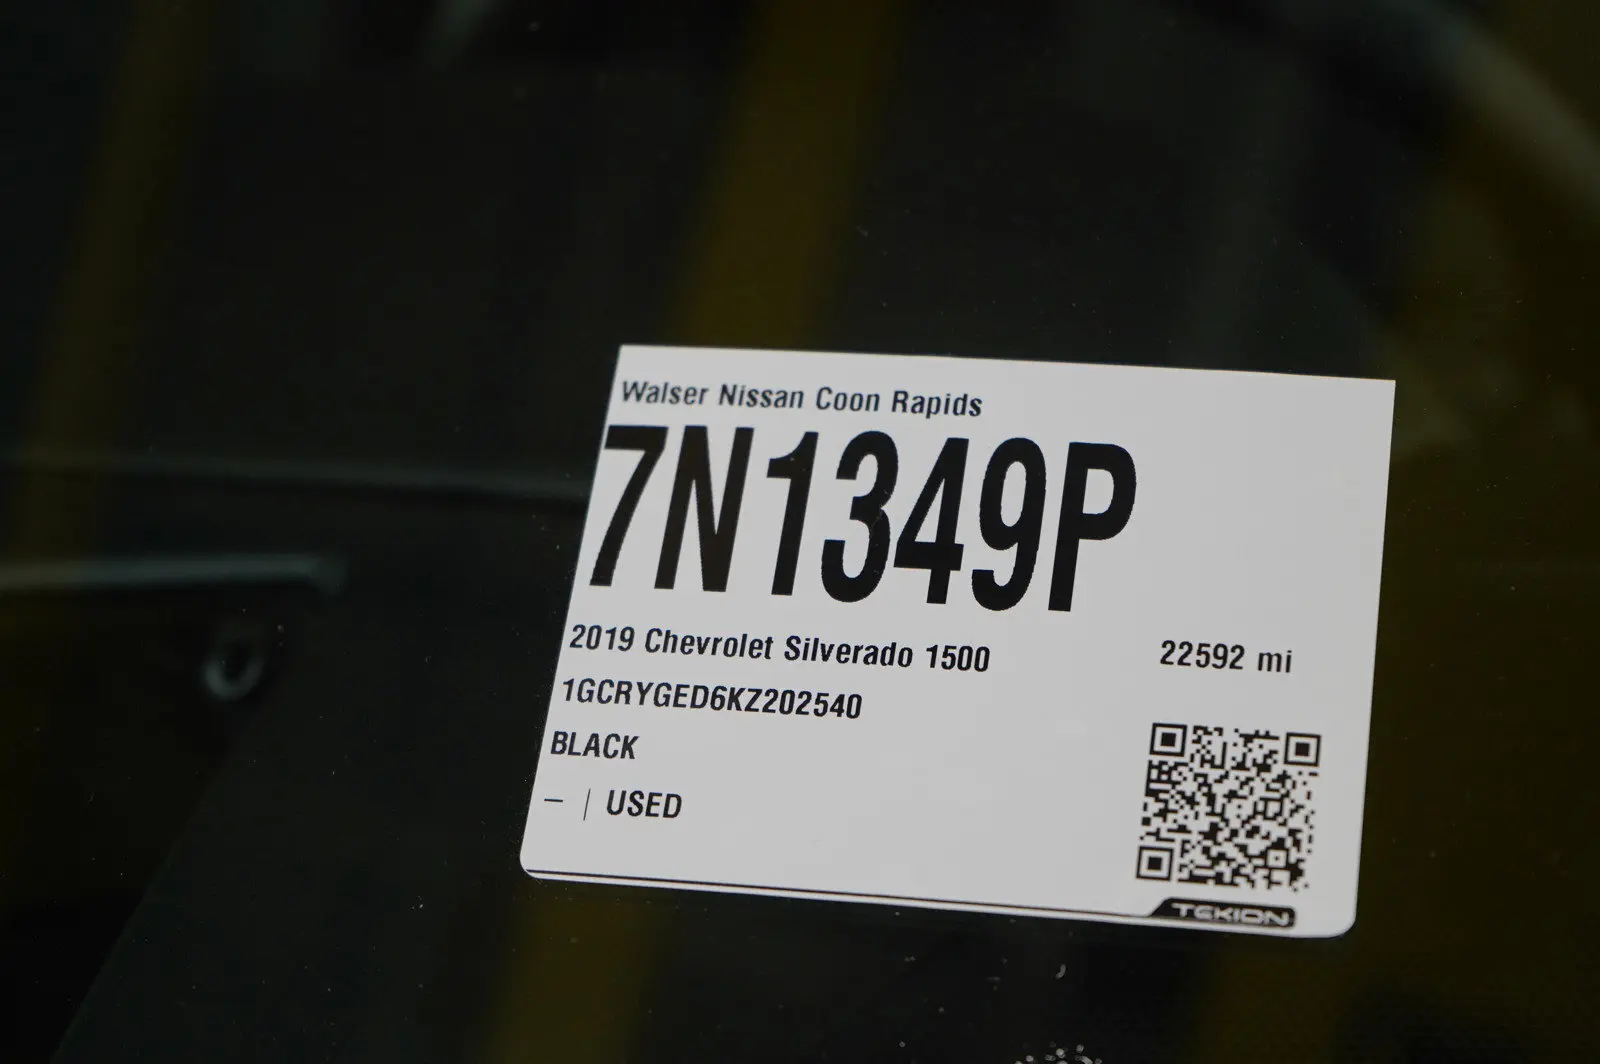 Walser Nissan Coon Rapids
7N1349P
2019 Chevrolet Silverado 1500 22592 mi
1GCRYGED6KZ202540
BLACK
– | USED
TEKION